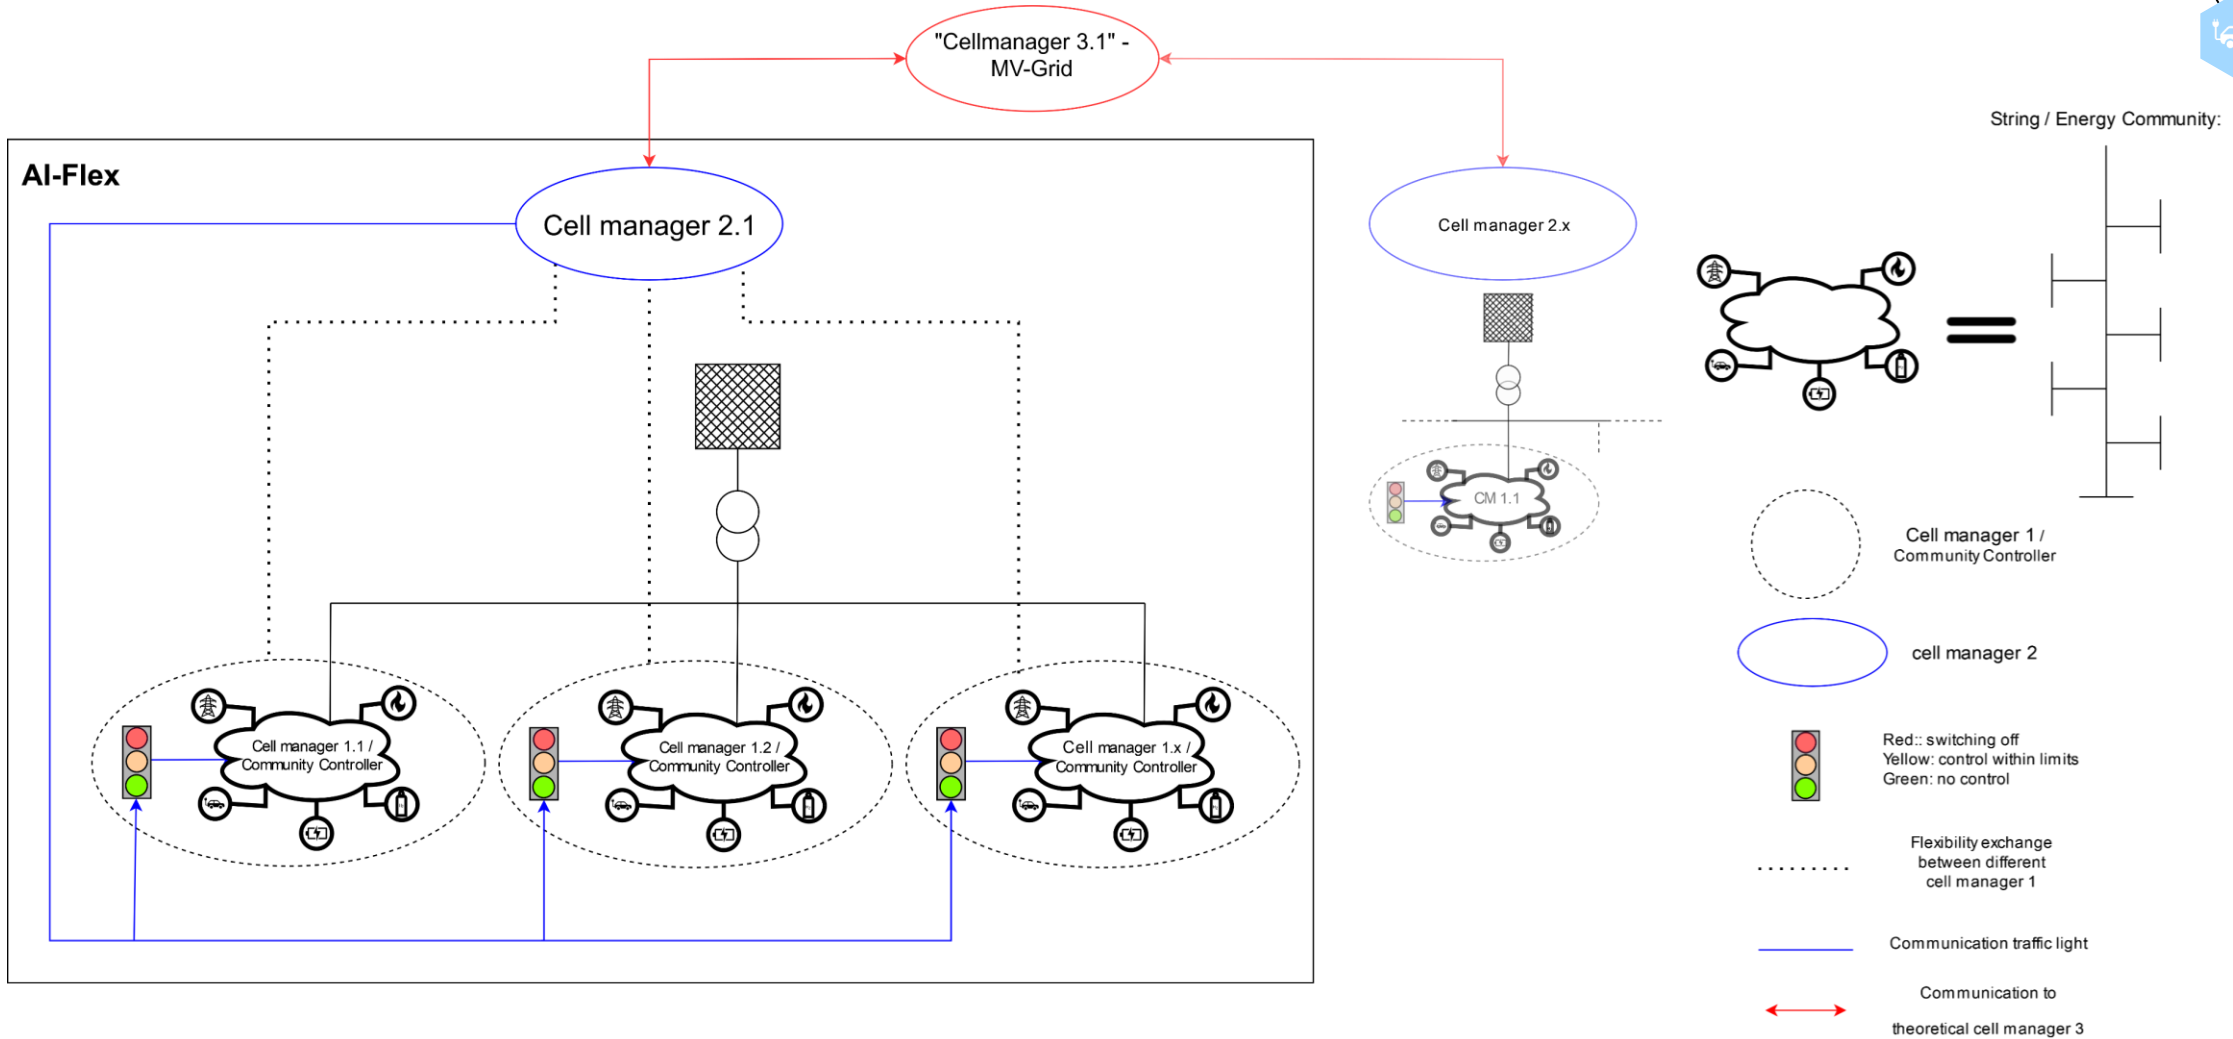 "Cellmanager 3.1" -
MV-Grid
String / Energy Community:
AI-Flex
Cell manager 2.1
Cell manager 2.x
CM 1.1
Cell manager 1 /
Community Controller
cell manager 2
Cell manager 1.1 /
Community Controller
Cell manager 1.2 /
Community Controller
Cell manager 1.x /
Community Controller
Red:: switching off
Yellow: control within limits
Green: no control
Flexibility exchange
between different
cell manager 1
Communication traffic light
Communication to
theoretical cell manager 3